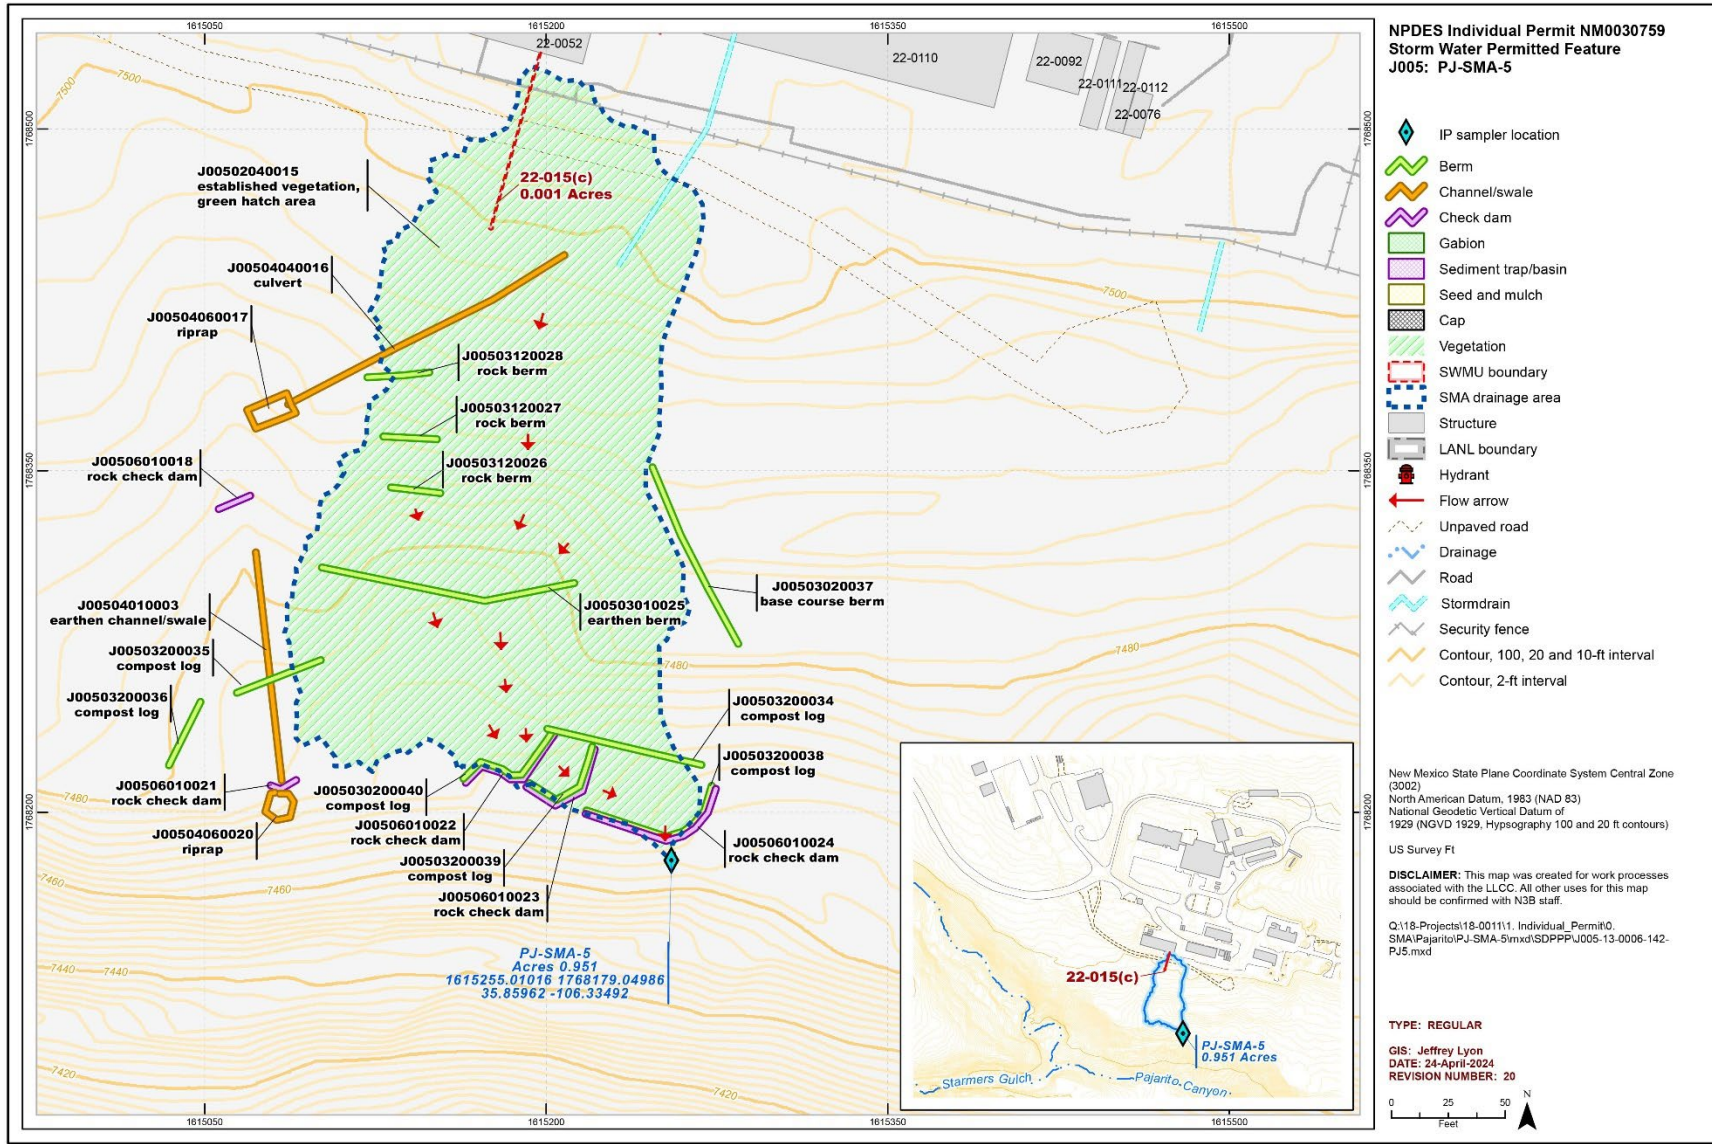 1615050
1615200
1615350
1615500
22-0052
22-0110
22-0092
22-0111
22-0112
22-0076
7500
7500
1768500
1768500
J00502040015
established vegetation,
green hatch area
22-015(c)
0.001 Acres
J00504040016
culvert
7500
J00504060017
riprap
J00503120028
rock berm
J00503120027
rock berm
J00503120026
rock berm
1768350
1768350
J00506010018
rock check dam
J00503020037
base course berm
J00503010025
earthen berm
J00504010003
earthen channel/swale
J00503200035
compost log
7480
7480
J00503200036
compost log
J00503200034
compost log
J00503200038
compost log
J00506010021
rock check dam
7480
J005030200040
compost log
1768200
1768200
J00504060020
riprap
J00506010022
rock check dam
J00506010024
rock check dam
J00503200039
compost log
J00506010023
rock check dam
7460
7460
7440
7440
7420
7420
PJ-SMA-5
Acres 0.951
1615255.01016 1768179.04986
35.85962 -106.33492
22-015(c)
PJ-SMA-5
0.951 Acres
Starmers Gulch
Pajarito Canyon
1615050
1615200
1615350
1615500
NPDES Individual Permit NM0030759
Storm Water Permitted Feature
J005: PJ-SMA-5
IP sampler location
Berm
Channel/swale
Check dam
Gabion
Sediment trap/basin
Seed and mulch
Cap
Vegetation
SWMU boundary
SMA drainage area
Structure
LANL boundary
Hydrant
Flow arrow
Unpaved road
Drainage
Road
Stormdrain
Security fence
Contour, 100, 20 and 10-ft interval
Contour, 2-ft interval
New Mexico State Plane Coordinate System Central Zone
(3002)
North American Datum, 1983 (NAD 83)
National Geodetic Vertical Datum of
1929 (NGVD 1929, Hypsography 100 and 20 ft contours)
US Survey Ft
DISCLAIMER: This map was created for work processes
associated with the LLCC. All other uses for this map
should be confirmed with N3B staff.
Q:\18-Projects\18-0011\1. Individual_Permit\0.
SMA\Pajarito\PJ-SMA-5\mxd\SDPPP\J005-13-0006-142-
PJ5.mxd
TYPE: REGULAR
GIS: Jeffrey Lyon
DATE: 24-April-2024
REVISION NUMBER: 20
0 25 50
Feet
N